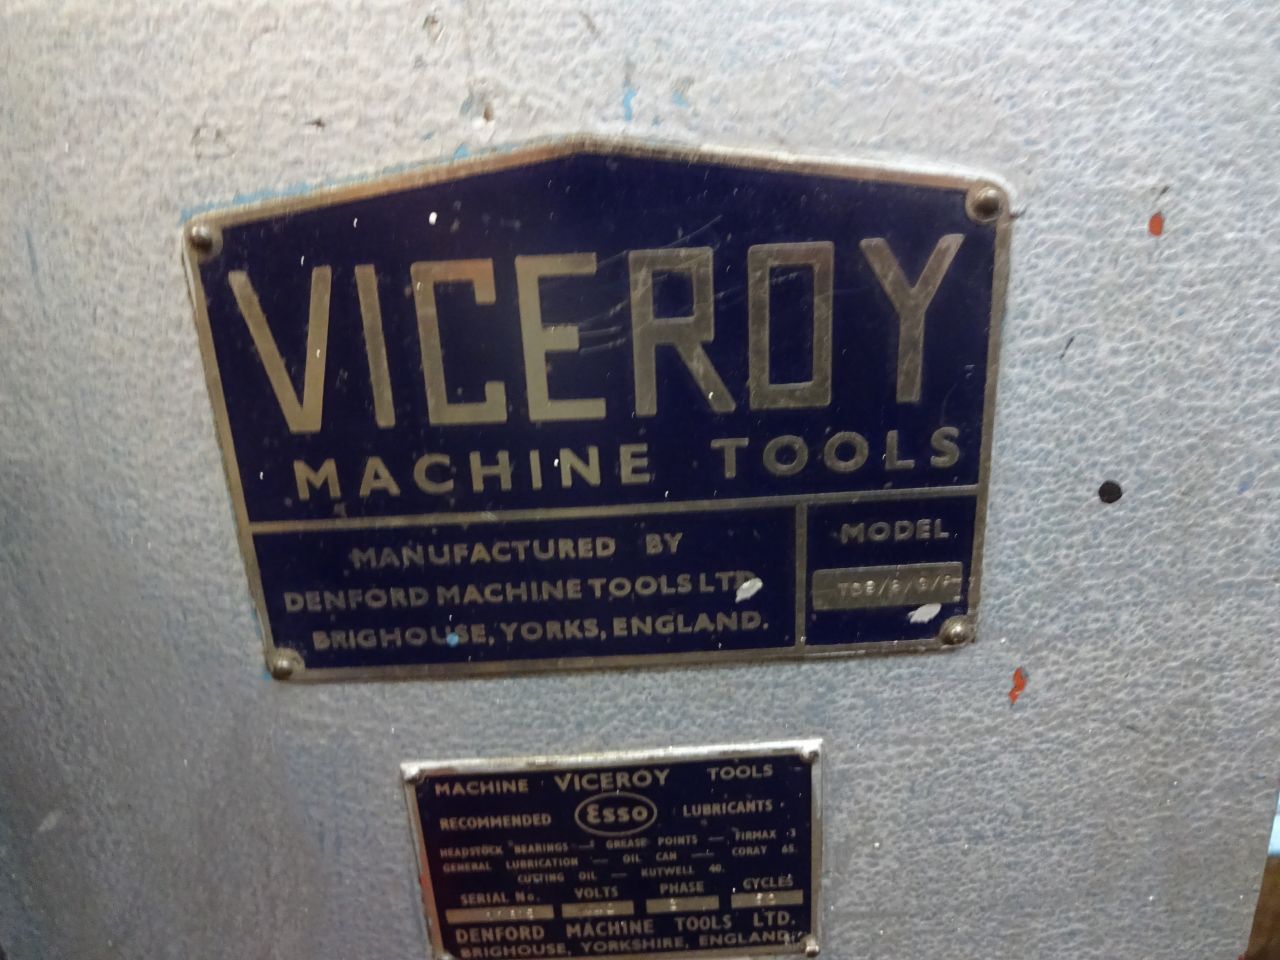 VICEROY
MACHINE TOOLS
MANUFACTURED BY
DENFORD MACHINE TOOLS LTD
BRIGHOUSE, YORKS, ENGLAND.
MODEL
MACHINE VICEROY TOOLS
RECOMMENDED Esso LUBRICANTS
HEADSTOCK BEARINGS — GREASE POINTS — FIRMAX 3
GENERAL LUBRICATION — OIL CAN — CORAY 65.
CUTTING OIL — KUTWELL 40.
SERIAL No. VOLTS PHASE CYCLES
DENFORD MACHINE TOOLS LTD.
BRIGHOUSE, YORKSHIRE, ENGLAND.